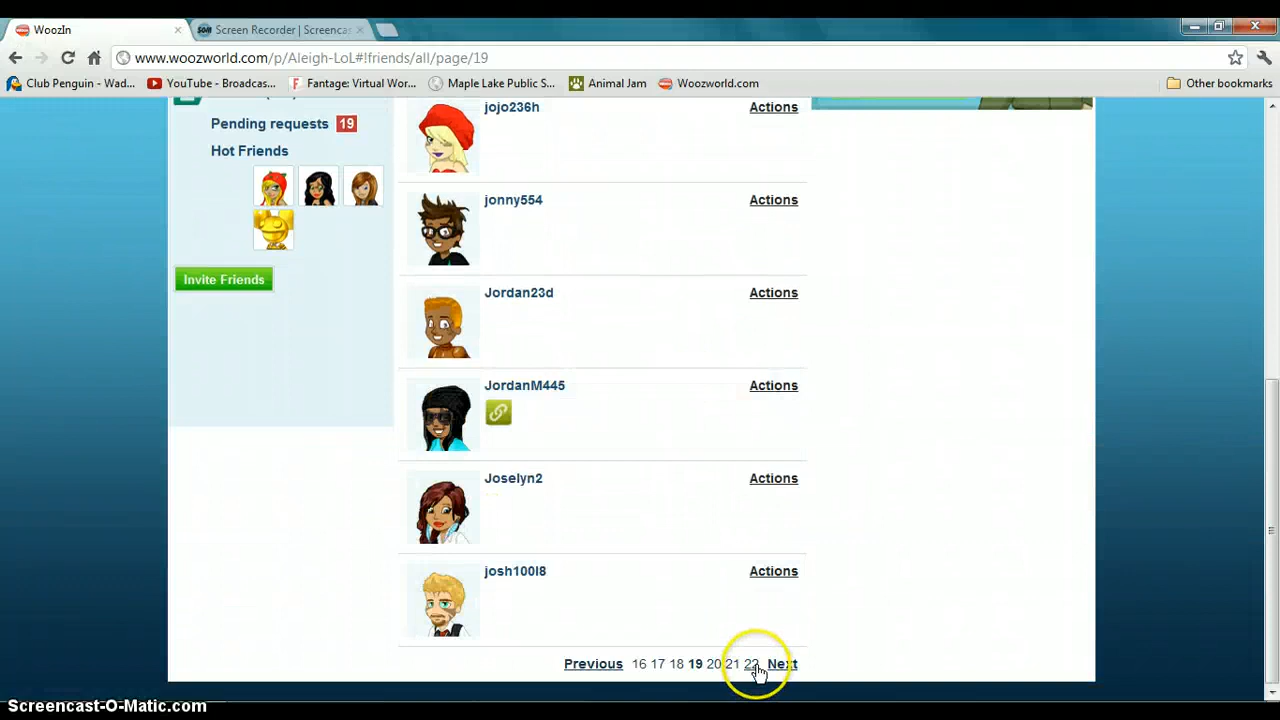 WoozIn
Screen Recorder | Screencas
www.woozworld.com/p/Aleigh-LoL#!friends/all/page/19
Club Penguin - Wad... YouTube - Broadcas... Fantage: Virtual Wor... Maple Lake Public S... Animal Jam Woozworld.com Other bookmarks
Pending requests 19
Hot Friends
Invite Friends
jojo236h Actions
jonny554 Actions
Jordan23d Actions
JordanM445 Actions
Joselyn2 Actions
josh100l8 Actions
Previous 16 17 18 19 20 21 22 Next
Screencast-O-Matic.com